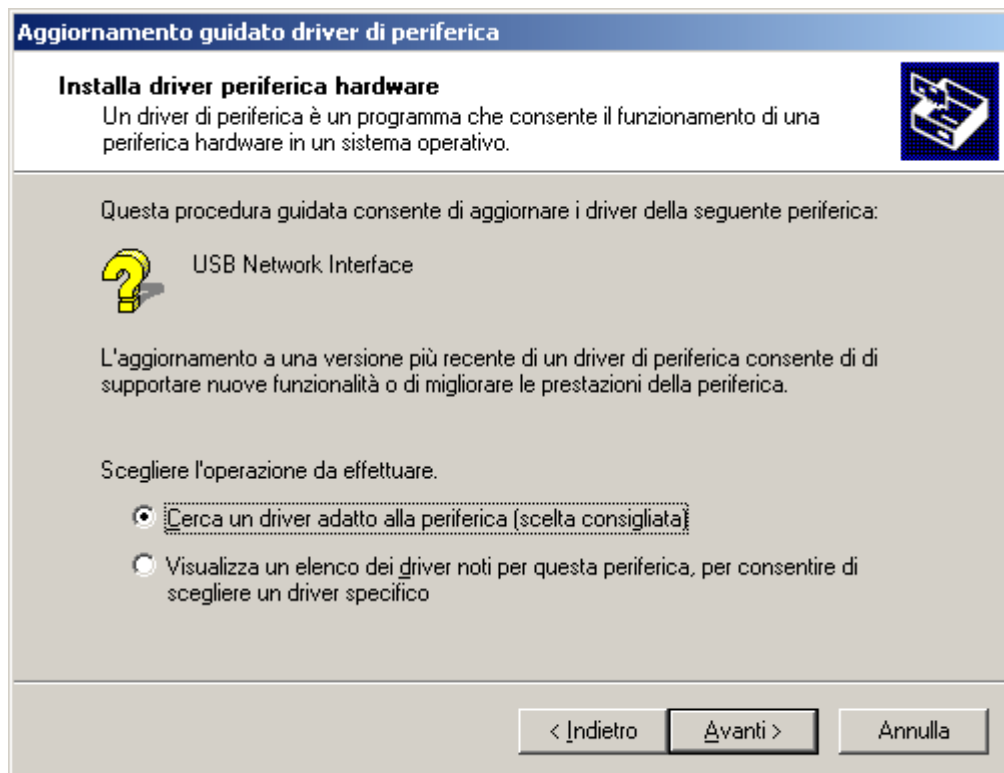 Aggiornamento guidato driver di periferica
Installa driver periferica hardware
Un driver di periferica è un programma che consente il funzionamento di una
periferica hardware in un sistema operativo.
Questa procedura guidata consente di aggiornare i driver della seguente periferica:
USB Network Interface
L'aggiornamento a una versione più recente di un driver di periferica consente di di
supportare nuove funzionalità o di migliorare le prestazioni della periferica.
Scegliere l'operazione da effettuare.
Cerca un driver adatto alla periferica (scelta consigliata)
Visualizza un elenco dei driver noti per questa periferica, per consentire di
scegliere un driver specifico
< Indietro Avanti > Annulla